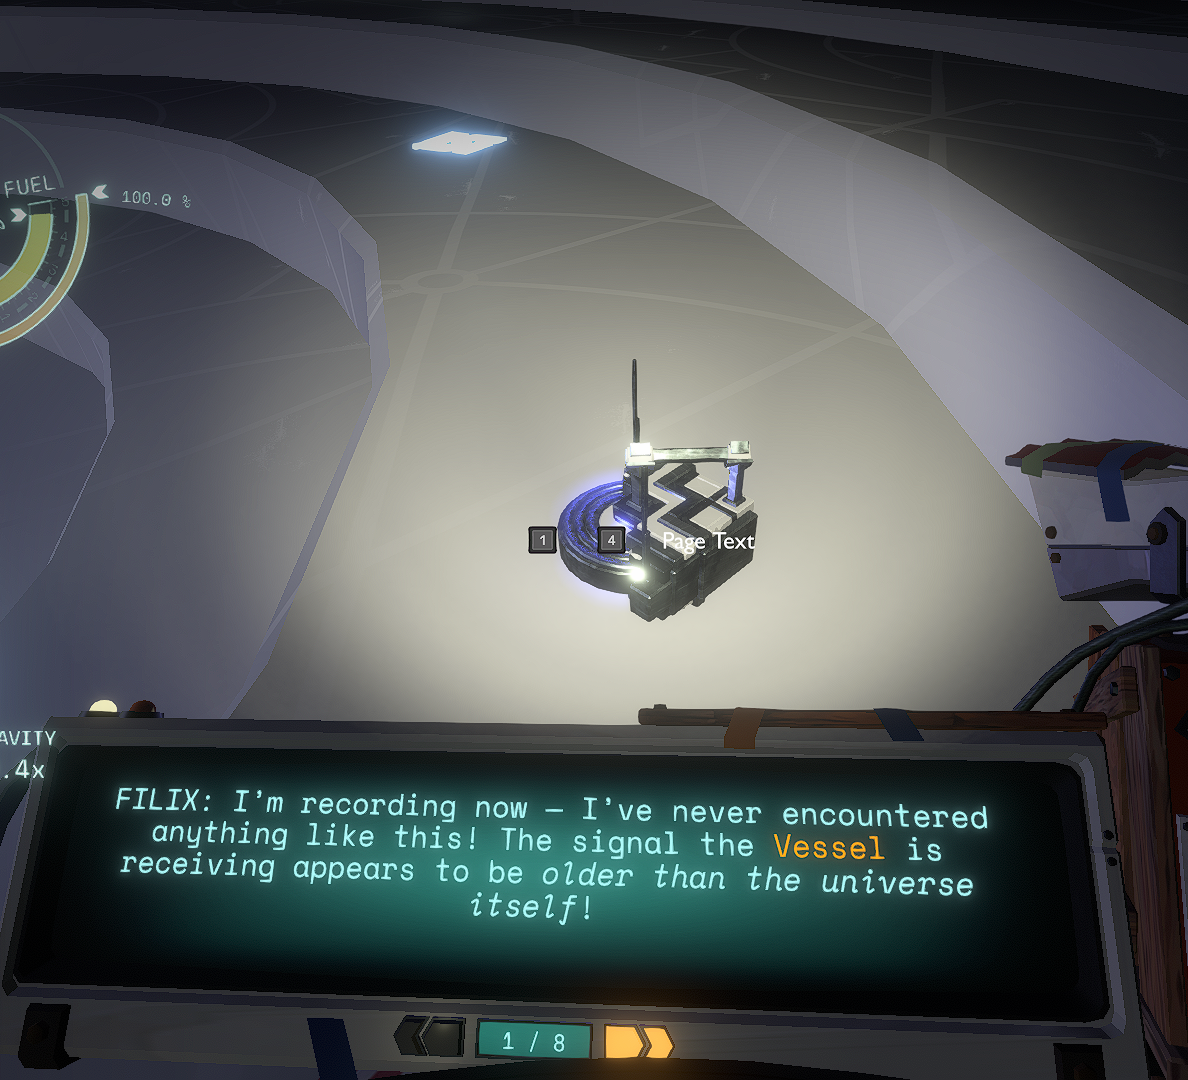 FUEL
100.0 %
1
4
Page Text
AVITY
.4x
FILIX: I'm recording now — I've never encountered
anything like this! The signal the Vessel is
receiving appears to be older than the universe
itself!
1 / 8